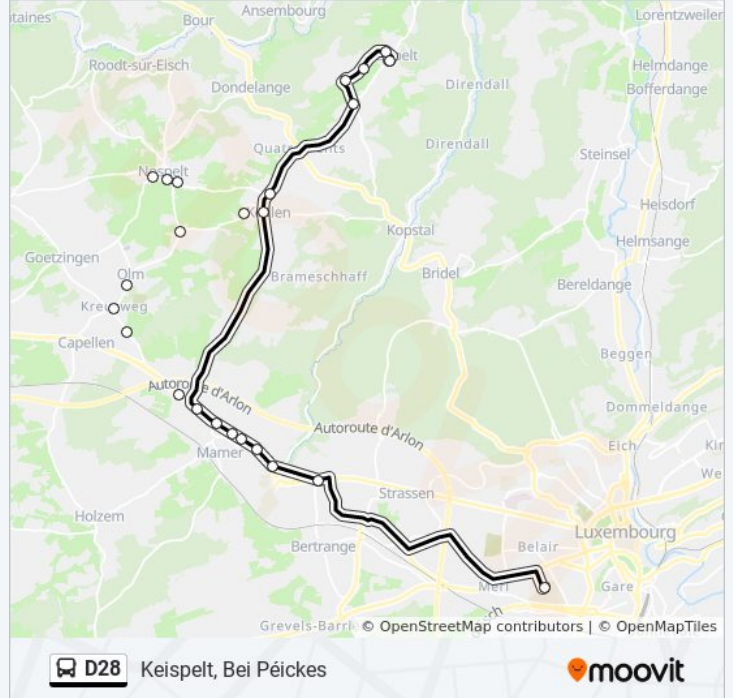 Ansembourg
Bour
Lorentzweiler
Roodt-sur-Eisch
Helmdange
Dondelange
Direndall
Bofferdange
Direndall
Steinsel
Heisdorf
Kopstal
Helmsange
Goetzingen
Olm
Brameschhaff
Bridel
Bereldange
Capellen
Beggen
Autoroute d'Arlon
Dommeldange
Autoroute d'Arlon
Eich
Mamer
Strassen
Holzem
Luxembourg
Bertrange
Belair
Merl
Gare
© OpenStreetMap contributors | © OpenMapTiles
D28 Keispelt, Bei Péickes
moovit